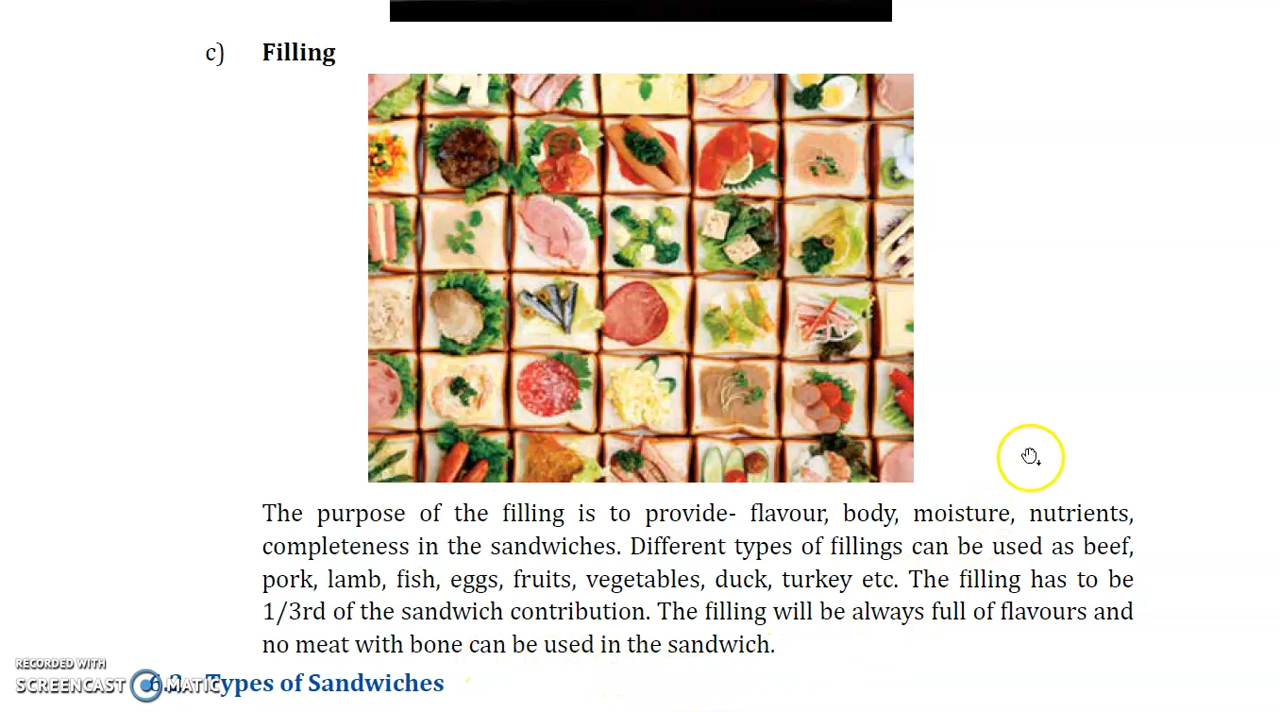 c) Filling
The purpose of the filling is to provide- flavour, body, moisture, nutrients,
completeness in the sandwiches. Different types of fillings can be used as beef,
pork, lamb, fish, eggs, fruits, vegetables, duck, turkey etc. The filling has to be
1/3rd of the sandwich contribution. The filling will be always full of flavours and
no meat with bone can be used in the sandwich.
RECORDED WITH
SCREENCAST MATIC
Types of Sandwiches